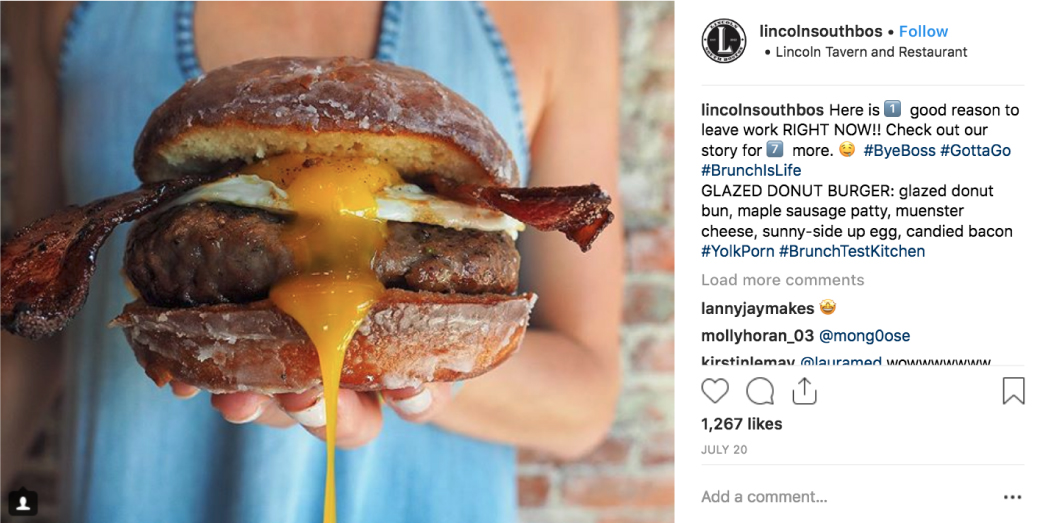 lincolnsouthbos • Follow
• Lincoln Tavern and Restaurant
lincolnsouthbos Here is 1️⃣ good reason to
leave work RIGHT NOW!! Check out our
story for 7️⃣ more. 🤤 #ByeBoss #GottaGo
#BrunchIsLife
GLAZED DONUT BURGER: glazed donut
bun, maple sausage patty, muenster
cheese, sunny-side up egg, candied bacon
#YolkPorn #BrunchTestKitchen
Load more comments
lannyjaymakes 🤩
mollyhoran_03 @mong0ose
kirstinlemay @lauramed wowwwwwww
1,267 likes
JULY 20
Add a comment...